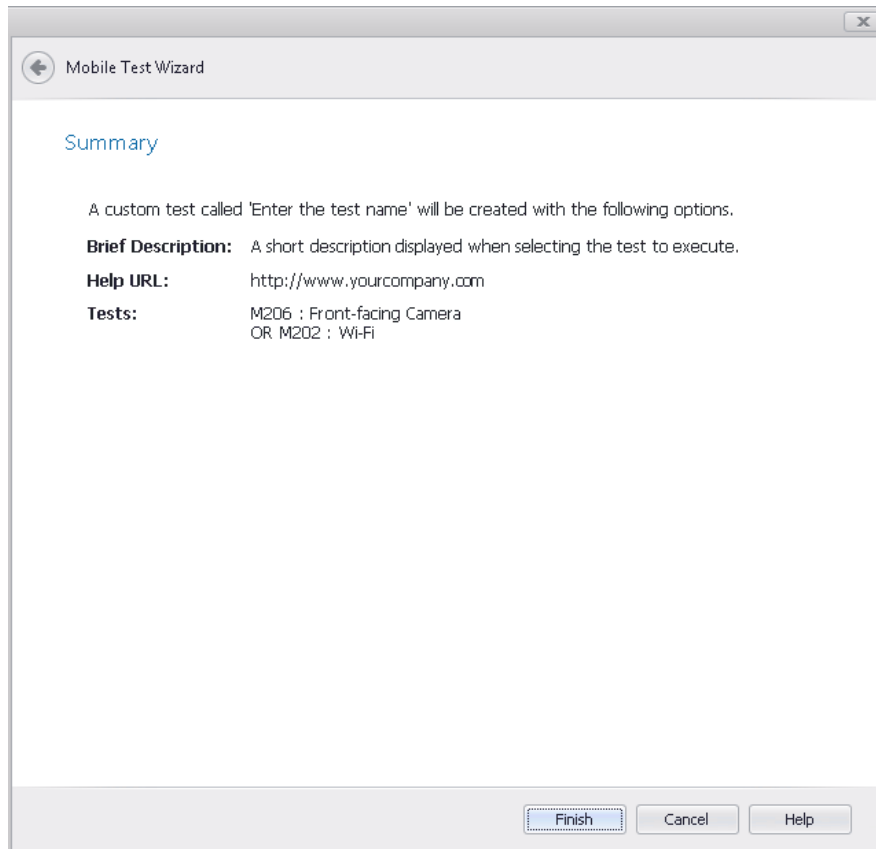 Mobile Test Wizard
Summary
A custom test called 'Enter the test name' will be created with the following options.
Brief Description: A short description displayed when selecting the test to execute.
Help URL: http://www.yourcompany.com
Tests: M206 : Front-facing Camera
OR M202 : Wi-Fi
Finish Cancel Help